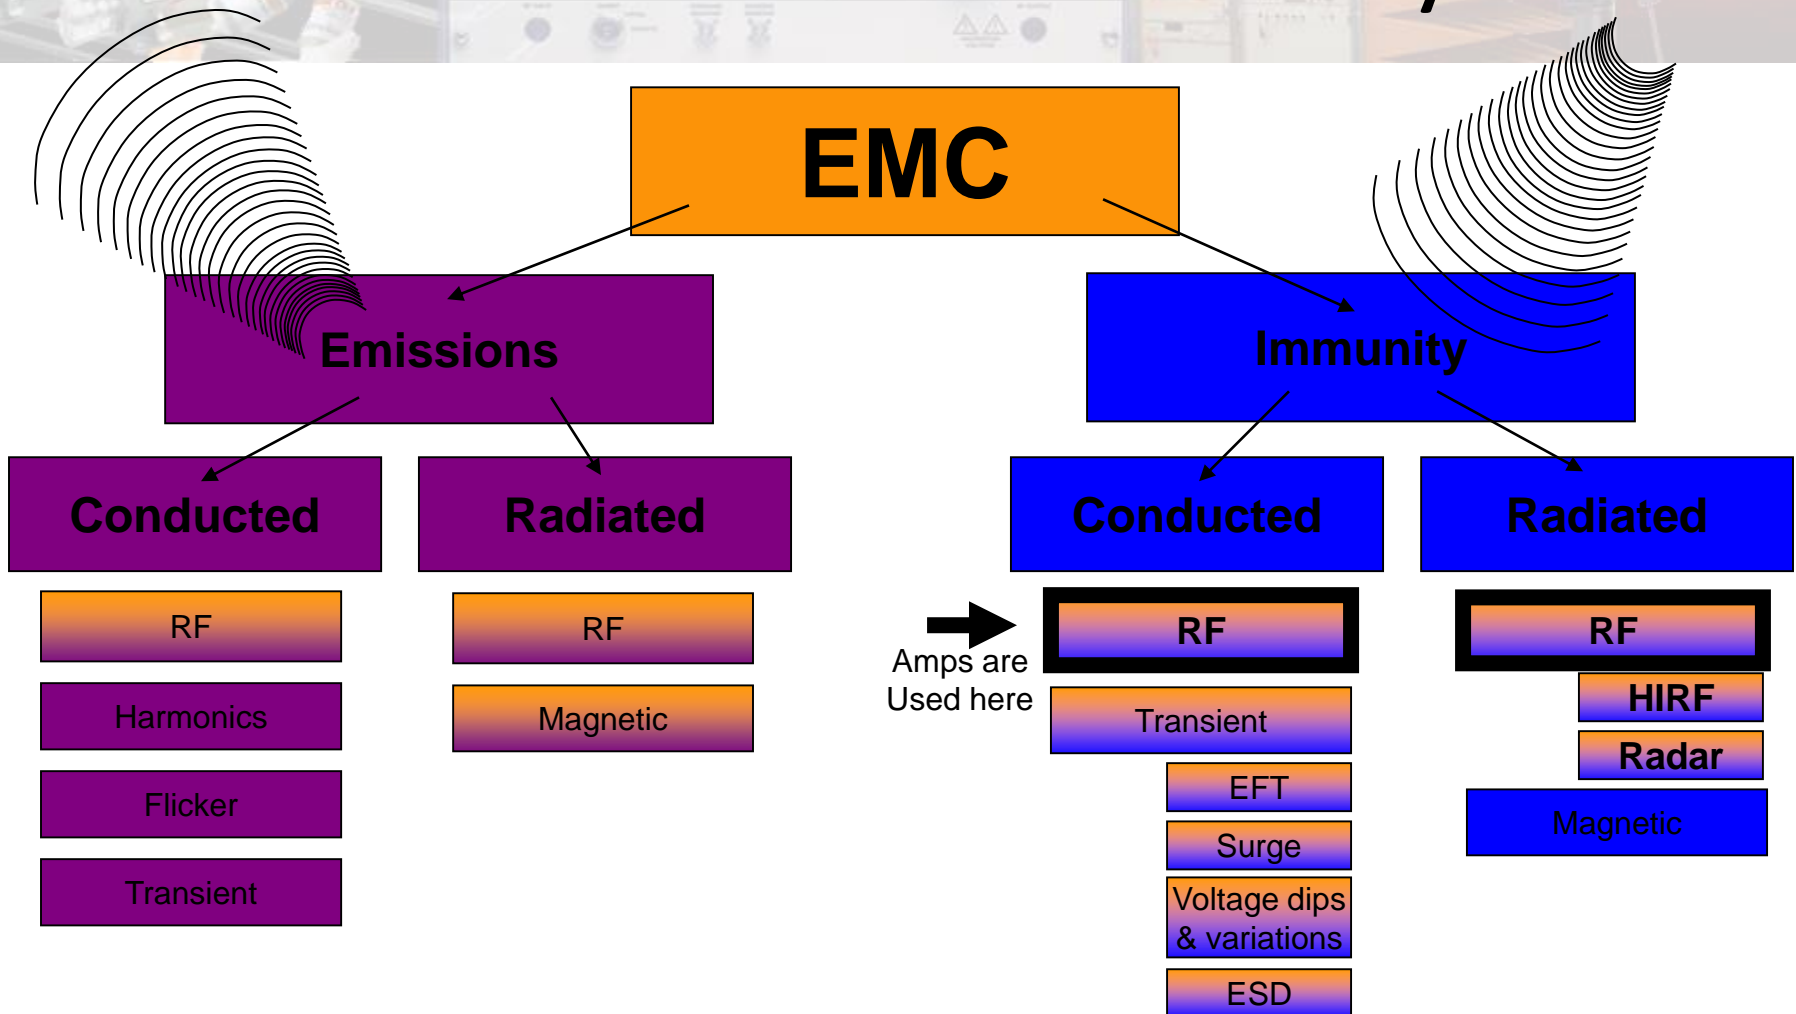 EMC
Emissions
Immunity
Conducted
Radiated
Conducted
Radiated
RF
Harmonics
Flicker
Transient
RF
Magnetic
Amps are
Used here
RF
Transient
EFT
Surge
Voltage dips
& variations
ESD
RF
HIRF
Radar
Magnetic